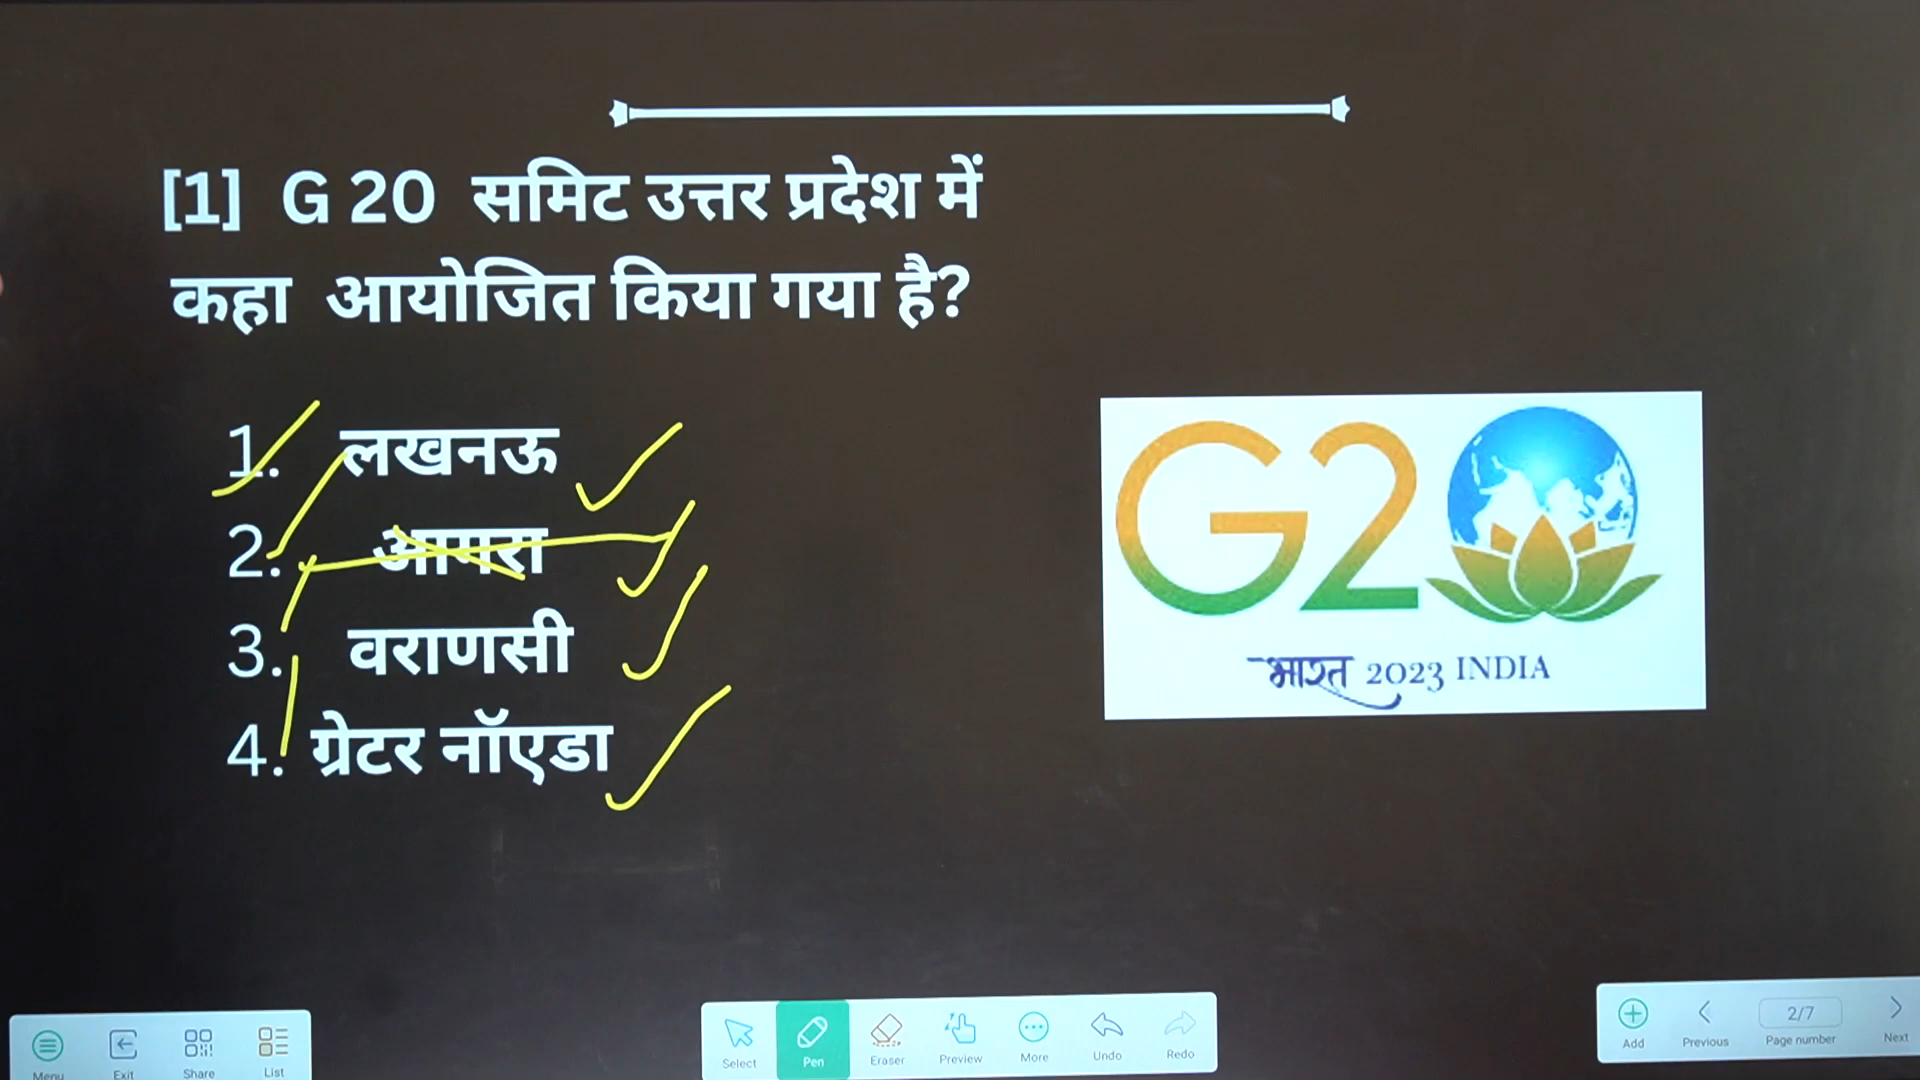 [1] G 20 समिट उत्तर प्रदेश में
कहा आयोजित किया गया है?
1. लखनऊ
2. आगरा
3. वराणसी
4. ग्रेटर नॉएडा
G20
भारत 2023 INDIA
Menu Exit Share List
Select Pen Eraser Preview More Undo Redo
Add Previous 2/7 Page number Next